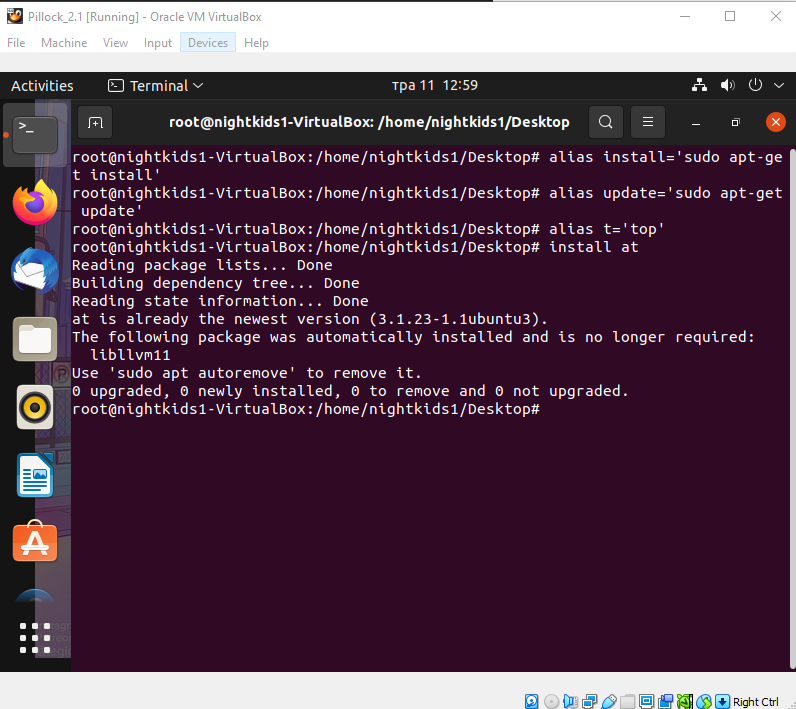 Pillock_2.1 [Running] - Oracle VM VirtualBox
File Machine View Input Devices Help
Activities Terminal тра 11 12:59
root@nightkids1-VirtualBox: /home/nightkids1/Desktop
root@nightkids1-VirtualBox:/home/nightkids1/Desktop# alias install='sudo apt-ge
t install'
root@nightkids1-VirtualBox:/home/nightkids1/Desktop# alias update='sudo apt-get
 update'
root@nightkids1-VirtualBox:/home/nightkids1/Desktop# alias t='top'
root@nightkids1-VirtualBox:/home/nightkids1/Desktop# install at
Reading package lists... Done
Building dependency tree... Done
Reading state information... Done
at is already the newest version (3.1.23-1.1ubuntu3).
The following package was automatically installed and is no longer required:
  libllvm11
Use 'sudo apt autoremove' to remove it.
0 upgraded, 0 newly installed, 0 to remove and 0 not upgraded.
root@nightkids1-VirtualBox:/home/nightkids1/Desktop#
Right Ctrl